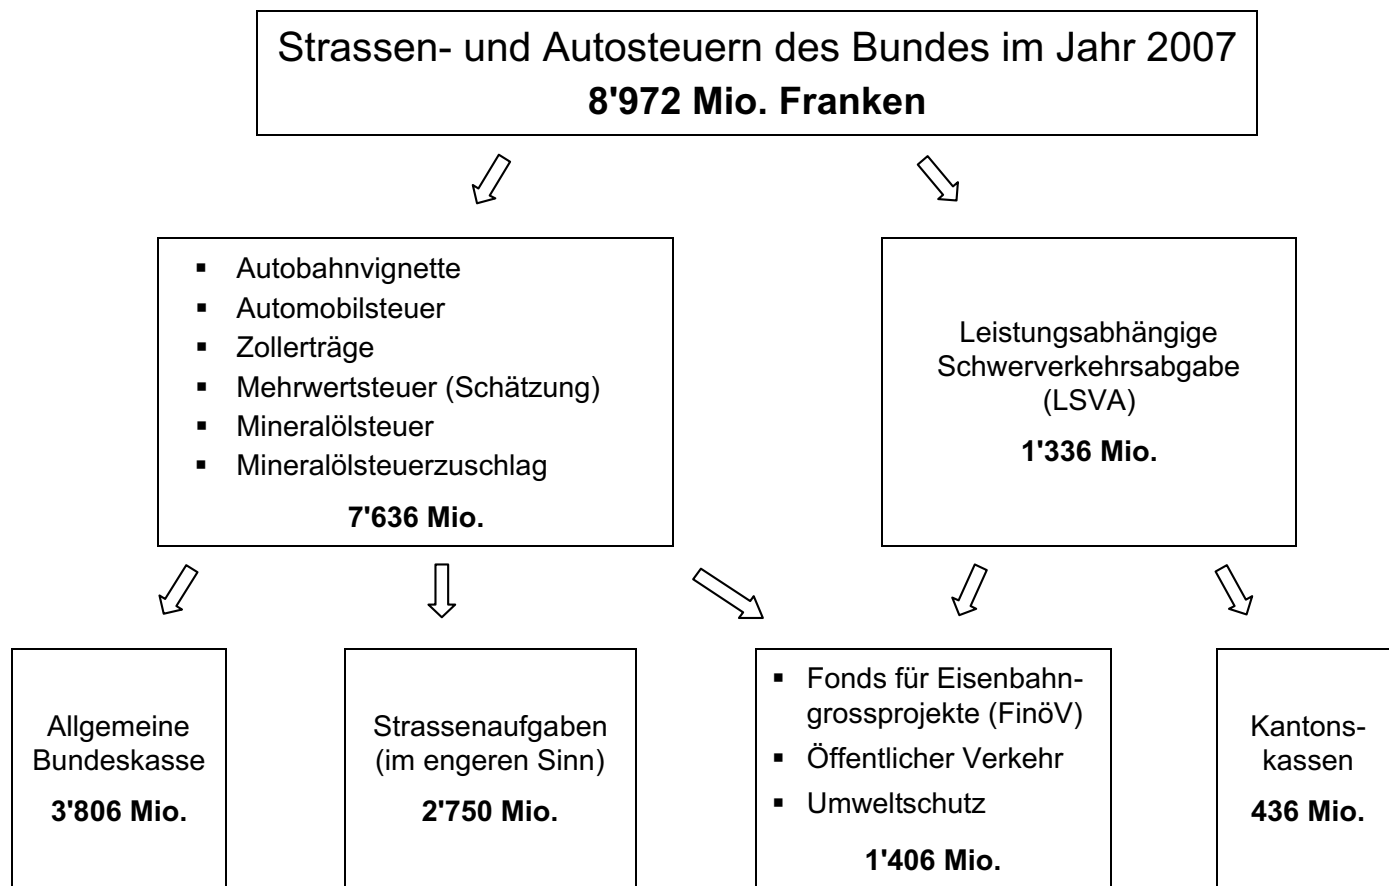 Strassen- und Autosteuern des Bundes im Jahr 2007
8'972 Mio. Franken
▪ Autobahnvignette
▪ Automobilsteuer
▪ Zollerträge
▪ Mehrwertsteuer (Schätzung)
▪ Mineralölsteuer
▪ Mineralölsteuerzuschlag
7'636 Mio.
Leistungsabhängige
Schwerverkehrsabgabe
(LSVA)
1'336 Mio.
Allgemeine
Bundeskasse
3'806 Mio.
Strassenaufgaben
(im engeren Sinn)
2'750 Mio.
▪ Fonds für Eisenbahn-
grossprojekte (FinöV)
▪ Öffentlicher Verkehr
▪ Umweltschutz
1'406 Mio.
Kantons-
kassen
436 Mio.